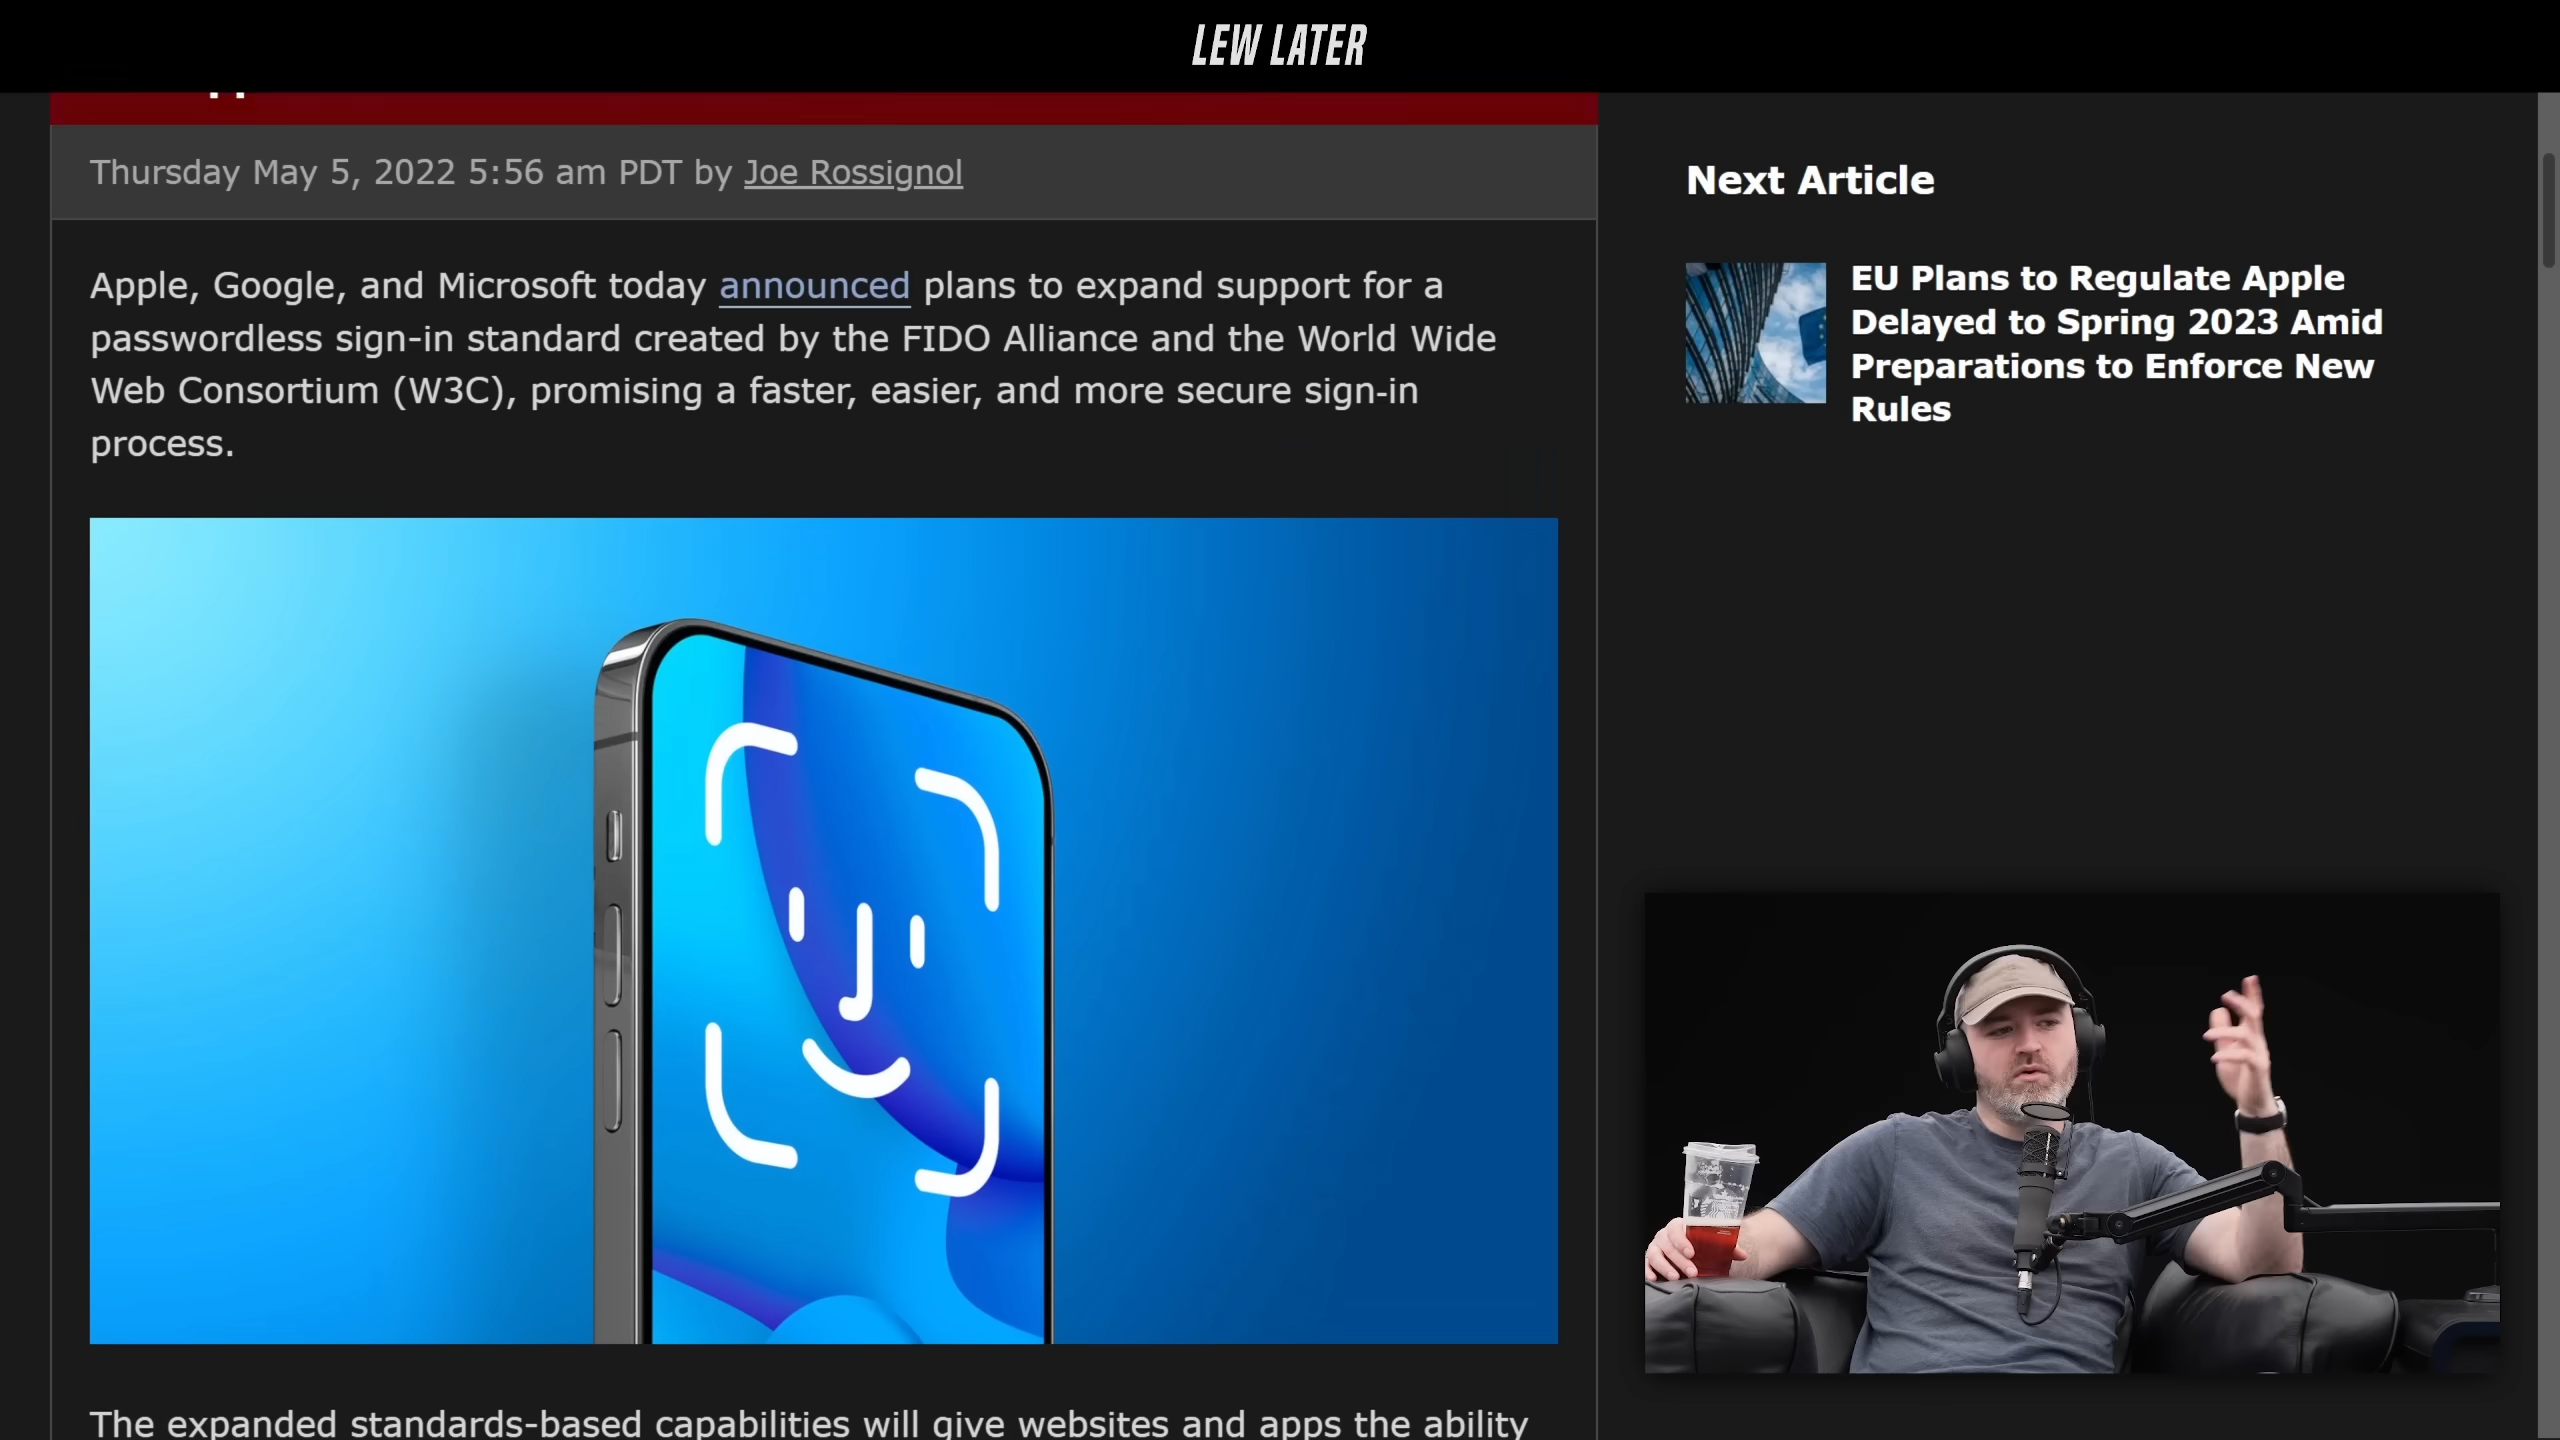 LEW LATER
Thursday May 5, 2022 5:56 am PDT by Joe Rossignol
Apple, Google, and Microsoft today announced plans to expand support for a
passwordless sign-in standard created by the FIDO Alliance and the World Wide
Web Consortium (W3C), promising a faster, easier, and more secure sign-in
process.
The expanded standards-based capabilities will give websites and apps the ability
Next Article
EU Plans to Regulate Apple
Delayed to Spring 2023 Amid
Preparations to Enforce New
Rules